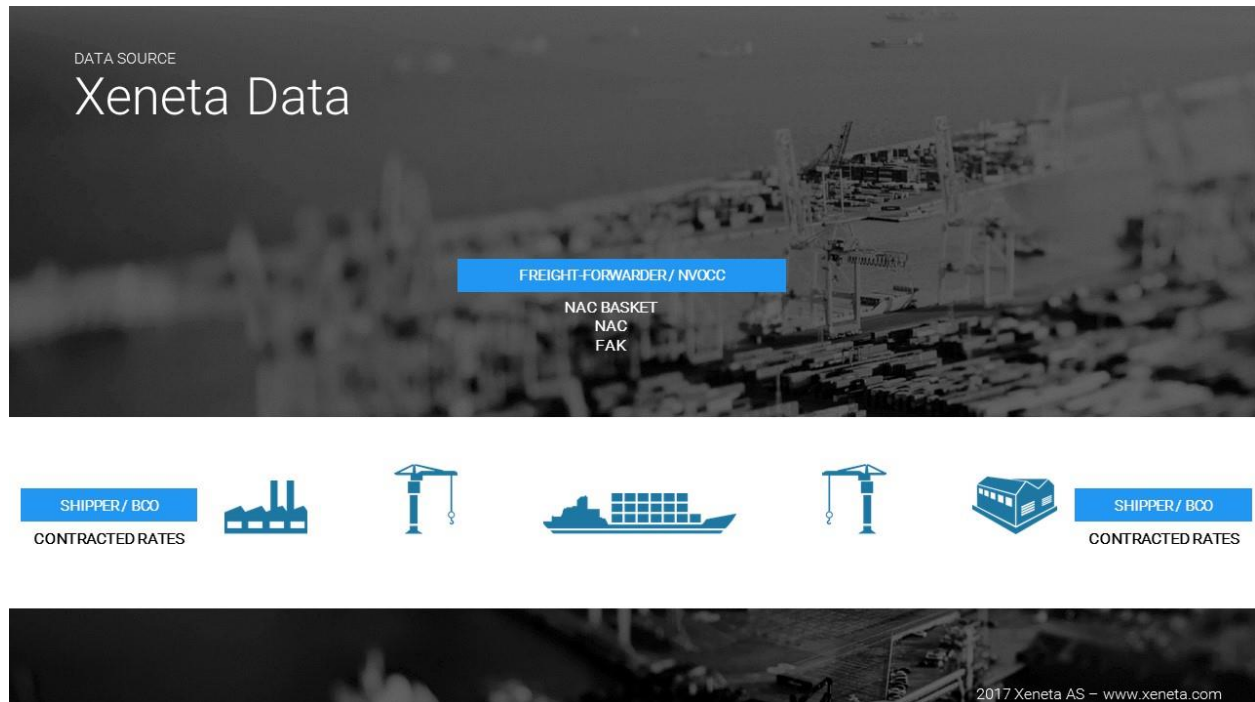 DATA SOURCE
Xeneta Data
FREIGHT-FORWARDER / NVOCC
NAC BASKET
NAC
FAK
SHIPPER / BCO
CONTRACTED RATES
SHIPPER / BCO
CONTRACTED RATES
2017 Xeneta AS – www.xeneta.com